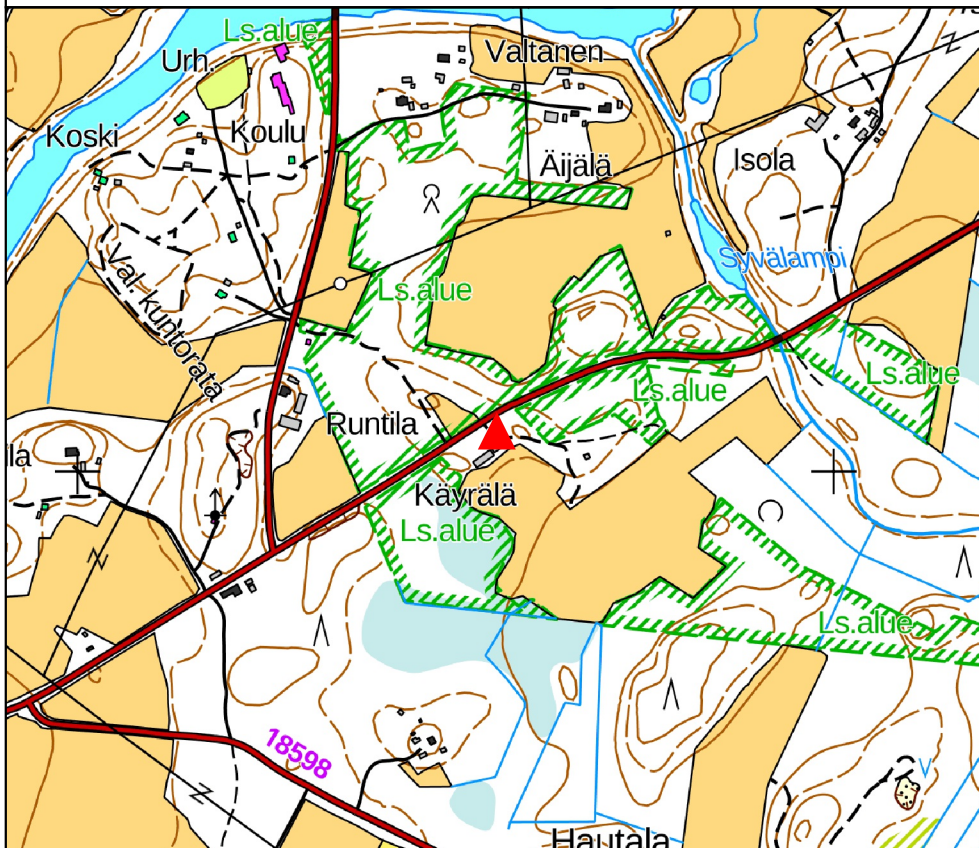 Ls.alue
Valtanen
Urh.
Koski
Koulu
Äijälä
Isola
Syvälampi
Ls.alue
Val. kuntorata
Ls.alue
Ls.alue
Runtila
Käyrälä
Ls.alue
Ls.alue
18598
V
Hautala